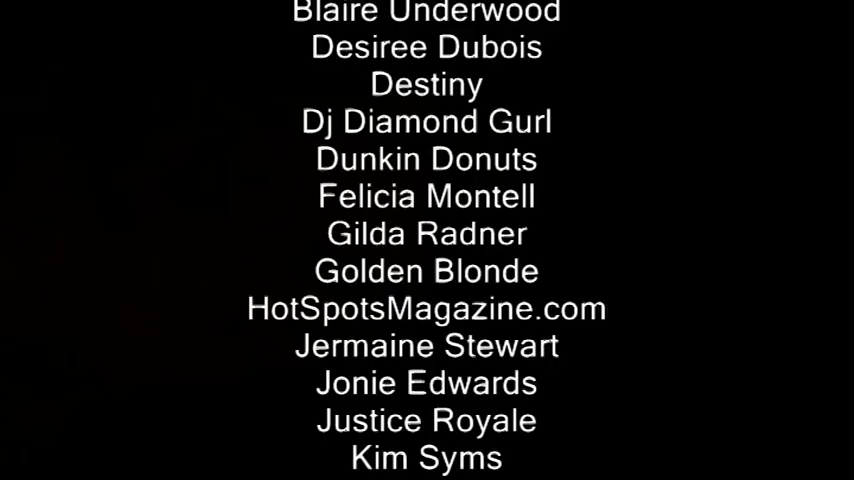 Blaire Underwood
Desiree Dubois
Destiny
Dj Diamond Gurl
Dunkin Donuts
Felicia Montell
Gilda Radner
Golden Blonde
HotSpotsMagazine.com
Jermaine Stewart
Jonie Edwards
Justice Royale
Kim Syms